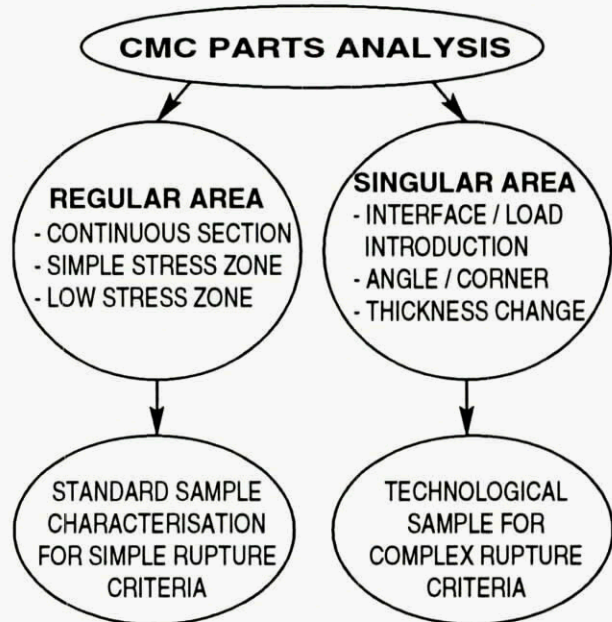 CMC PARTS ANALYSIS
REGULAR AREA
- CONTINUOUS SECTION
- SIMPLE STRESS ZONE
- LOW STRESS ZONE
SINGULAR AREA
- INTERFACE / LOAD
INTRODUCTION
- ANGLE / CORNER
- THICKNESS CHANGE
STANDARD SAMPLE
CHARACTERISATION
FOR SIMPLE RUPTURE
CRITERIA
TECHNOLOGICAL
SAMPLE FOR
COMPLEX RUPTURE
CRITERIA